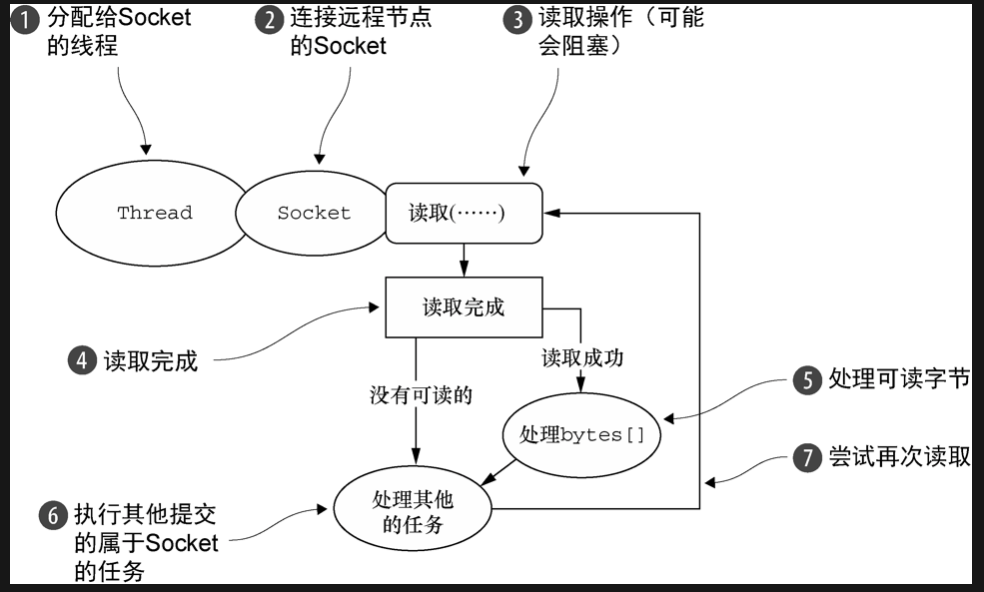 1 分配给Socket
的线程
2 连接远程节点
的Socket
3 读取操作（可能
会阻塞）
Thread
Socket
读取(······)
读取完成
4 读取完成
读取成功
没有可读的
5 处理可读字节
处理bytes[]
7 尝试再次读取
处理其他
的任务
6 执行其他提交
的属于Socket
的任务